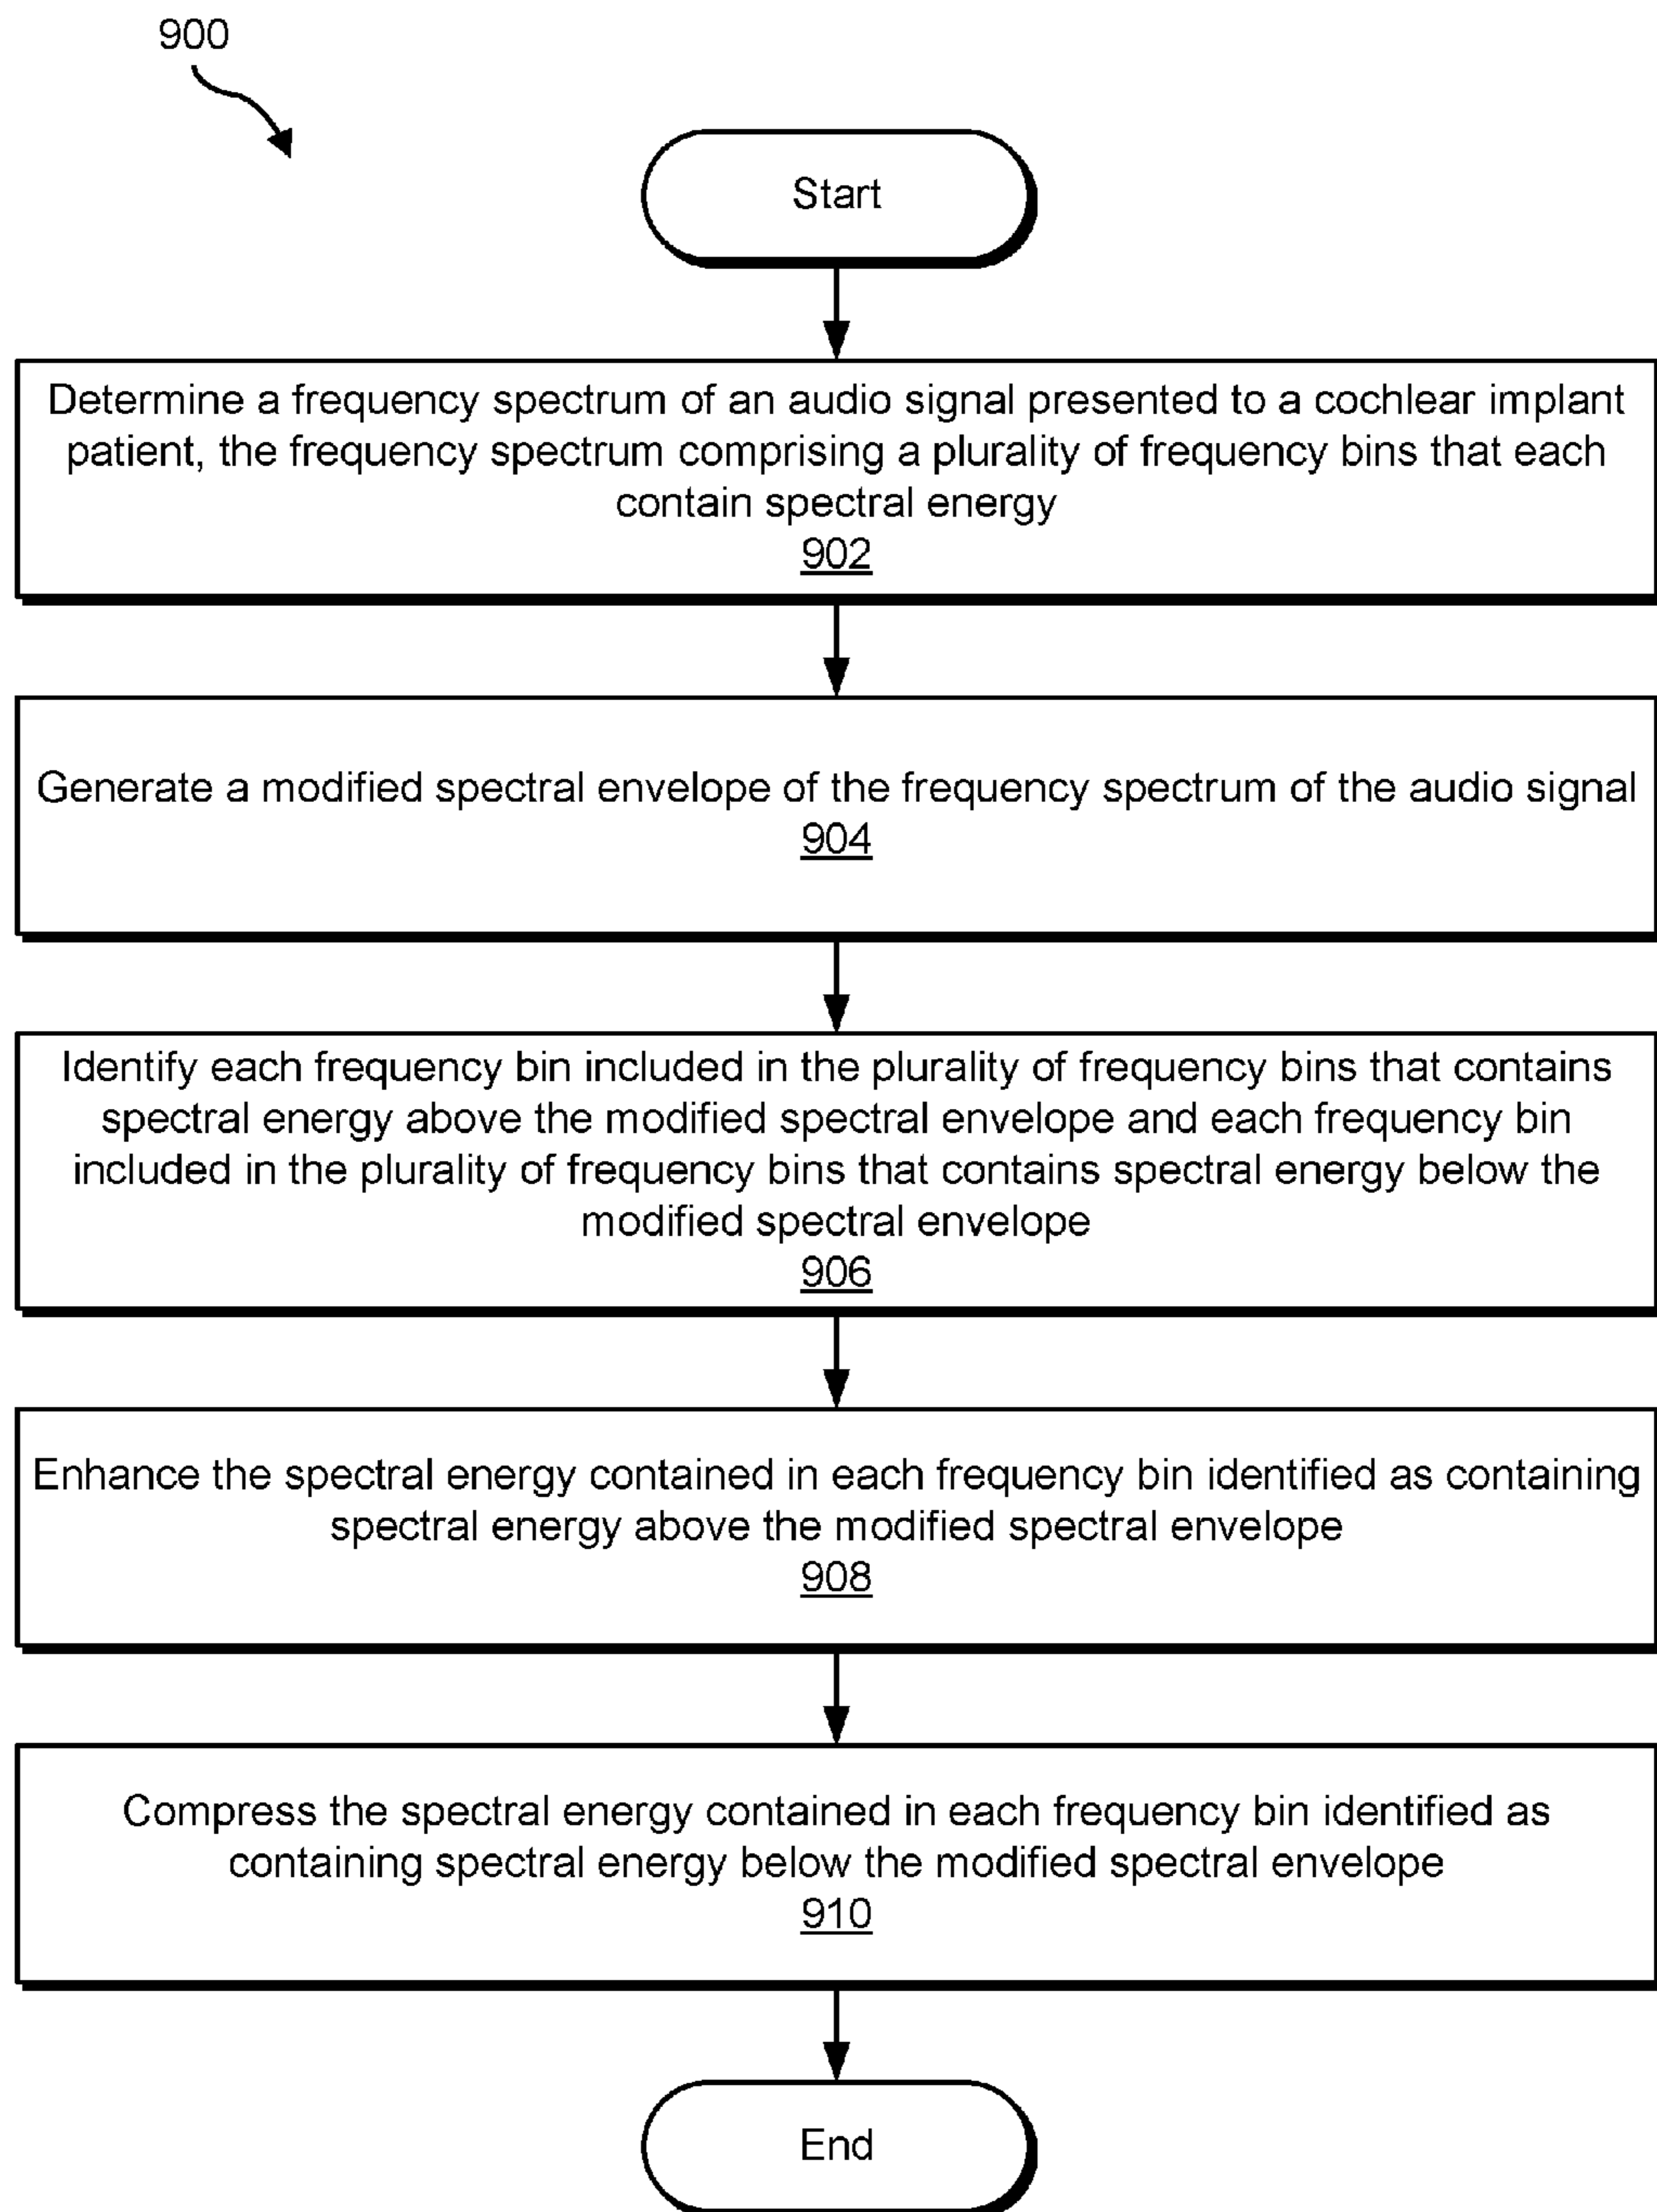 900
Start
Determine a frequency spectrum of an audio signal presented to a cochlear implant
patient, the frequency spectrum comprising a plurality of frequency bins that each
contain spectral energy
902
Generate a modified spectral envelope of the frequency spectrum of the audio signal
904
Identify each frequency bin included in the plurality of frequency bins that contains
spectral energy above the modified spectral envelope and each frequency bin
included in the plurality of frequency bins that contains spectral energy below the
modified spectral envelope
906
Enhance the spectral energy contained in each frequency bin identified as containing
spectral energy above the modified spectral envelope
908
Compress the spectral energy contained in each frequency bin identified as
containing spectral energy below the modified spectral envelope
910
End